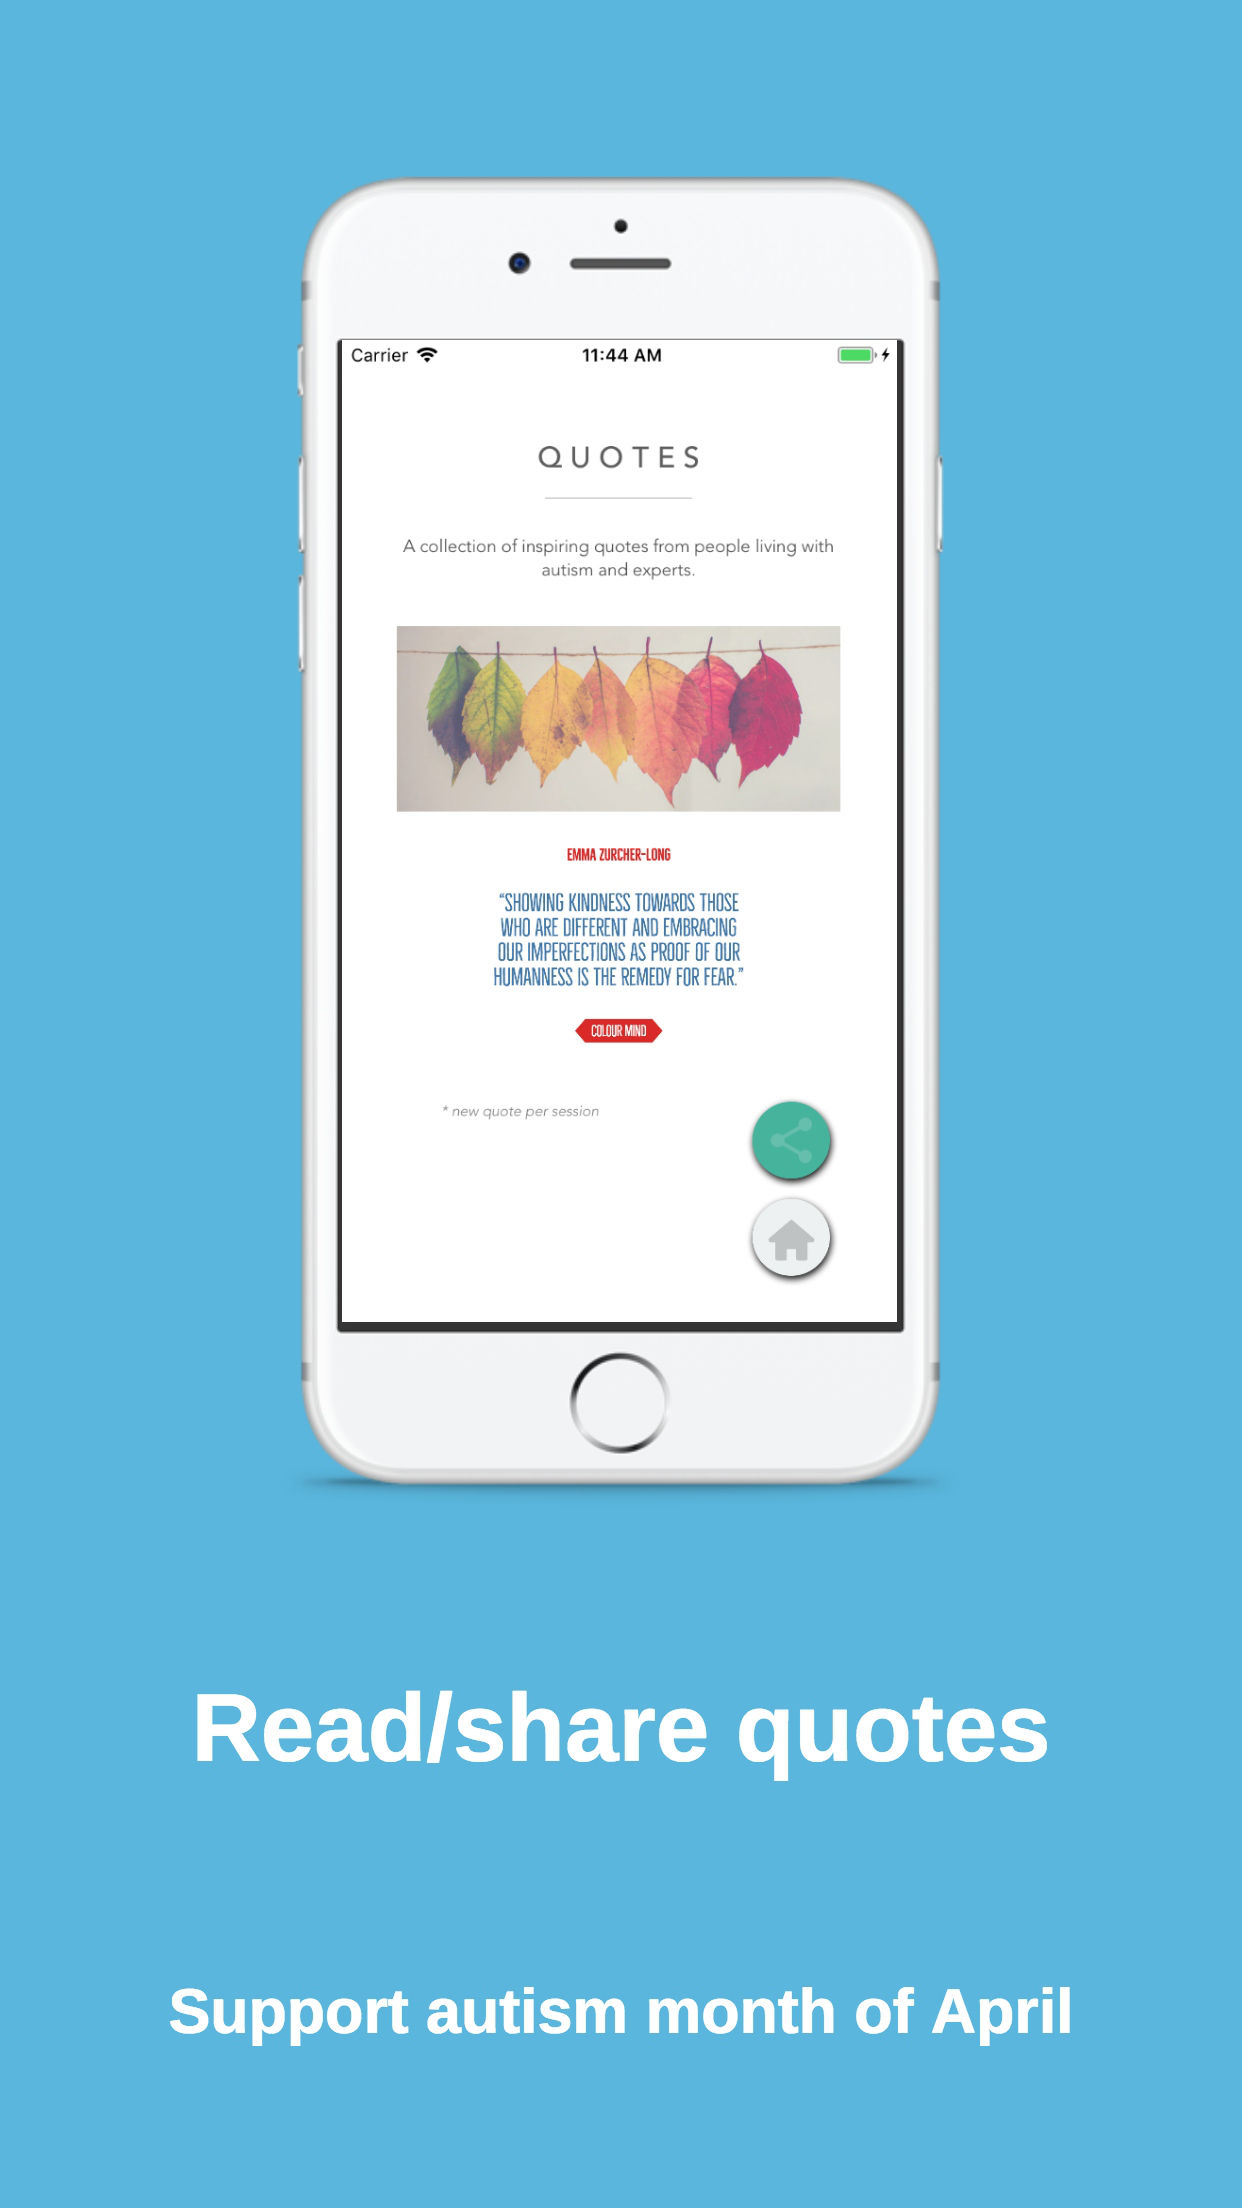 Carrier 11:44 AM
QUOTES
A collection of inspiring quotes from people living with
autism and experts.
EMMA ZURCHER-LONG
“SHOWING KINDNESS TOWARDS THOSE
WHO ARE DIFFERENT AND EMBRACING
OUR IMPERFECTIONS AS PROOF OF OUR
HUMANNESS IS THE REMEDY FOR FEAR.”
COLOUR MIND
* new quote per session
Read/share quotes
Support autism month of April